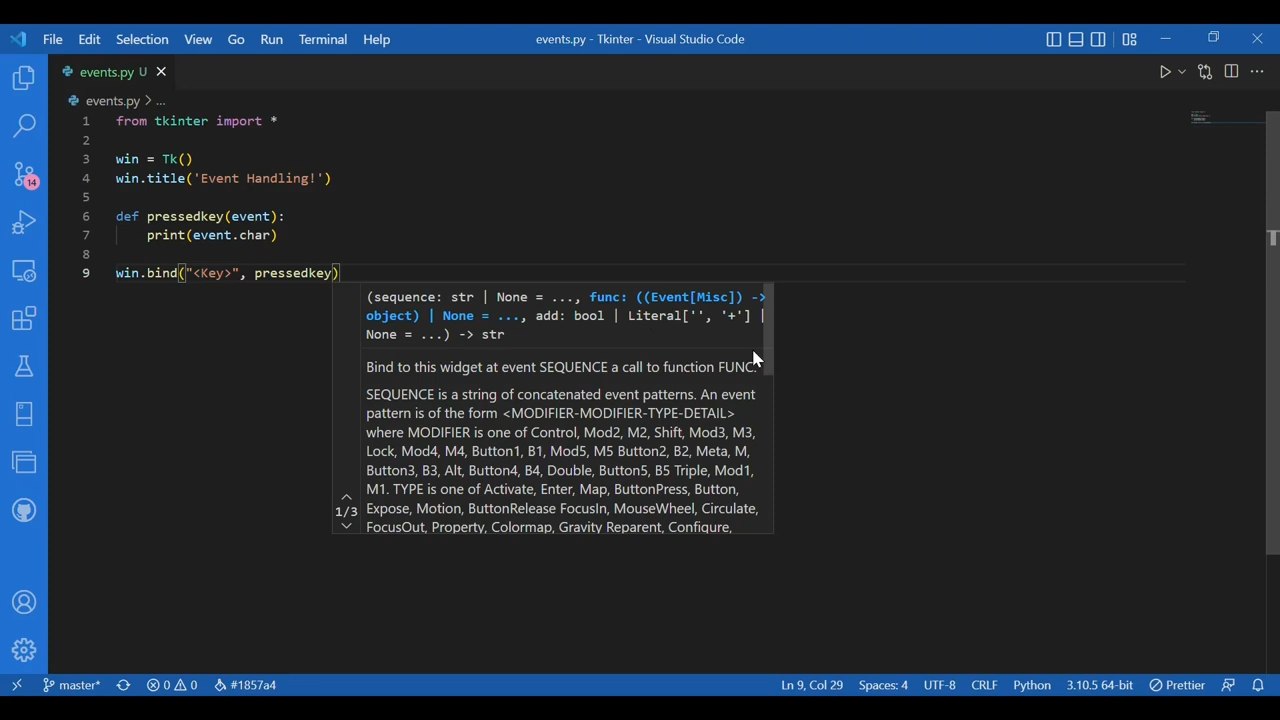 File Edit Selection View Go Run Terminal Help events.py - Tkinter - Visual Studio Code
events.py U
events.py > ...
1 from tkinter import *
2
3 win = Tk()
4 win.title('Event Handling!')
5
6 def pressedkey(event):
7 print(event.char)
8
9 win.bind("<Key>", pressedkey)
(sequence: str | None = ..., func: ((Event[Misc]) ->
object) | None = ..., add: bool | Literal['', '+'] |
None = ...) -> str
Bind to this widget at event SEQUENCE a call to function FUNC.
SEQUENCE is a string of concatenated event patterns. An event
pattern is of the form <MODIFIER-MODIFIER-TYPE-DETAIL>
where MODIFIER is one of Control, Mod2, M2, Shift, Mod3, M3,
Lock, Mod4, M4, Button1, B1, Mod5, M5 Button2, B2, Meta, M,
Button3, B3, Alt, Button4, B4, Double, Button5, B5 Triple, Mod1,
M1. TYPE is one of Activate, Enter, Map, ButtonPress, Button,
1/3
Expose, Motion, ButtonRelease FocusIn, MouseWheel, Circulate,
FocusOut, Property, Colormap, Gravity Reparent, Configure,
14
master* 0 0 #1857a4 Ln 9, Col 29 Spaces: 4 UTF-8 CRLF Python 3.10.5 64-bit Prettier